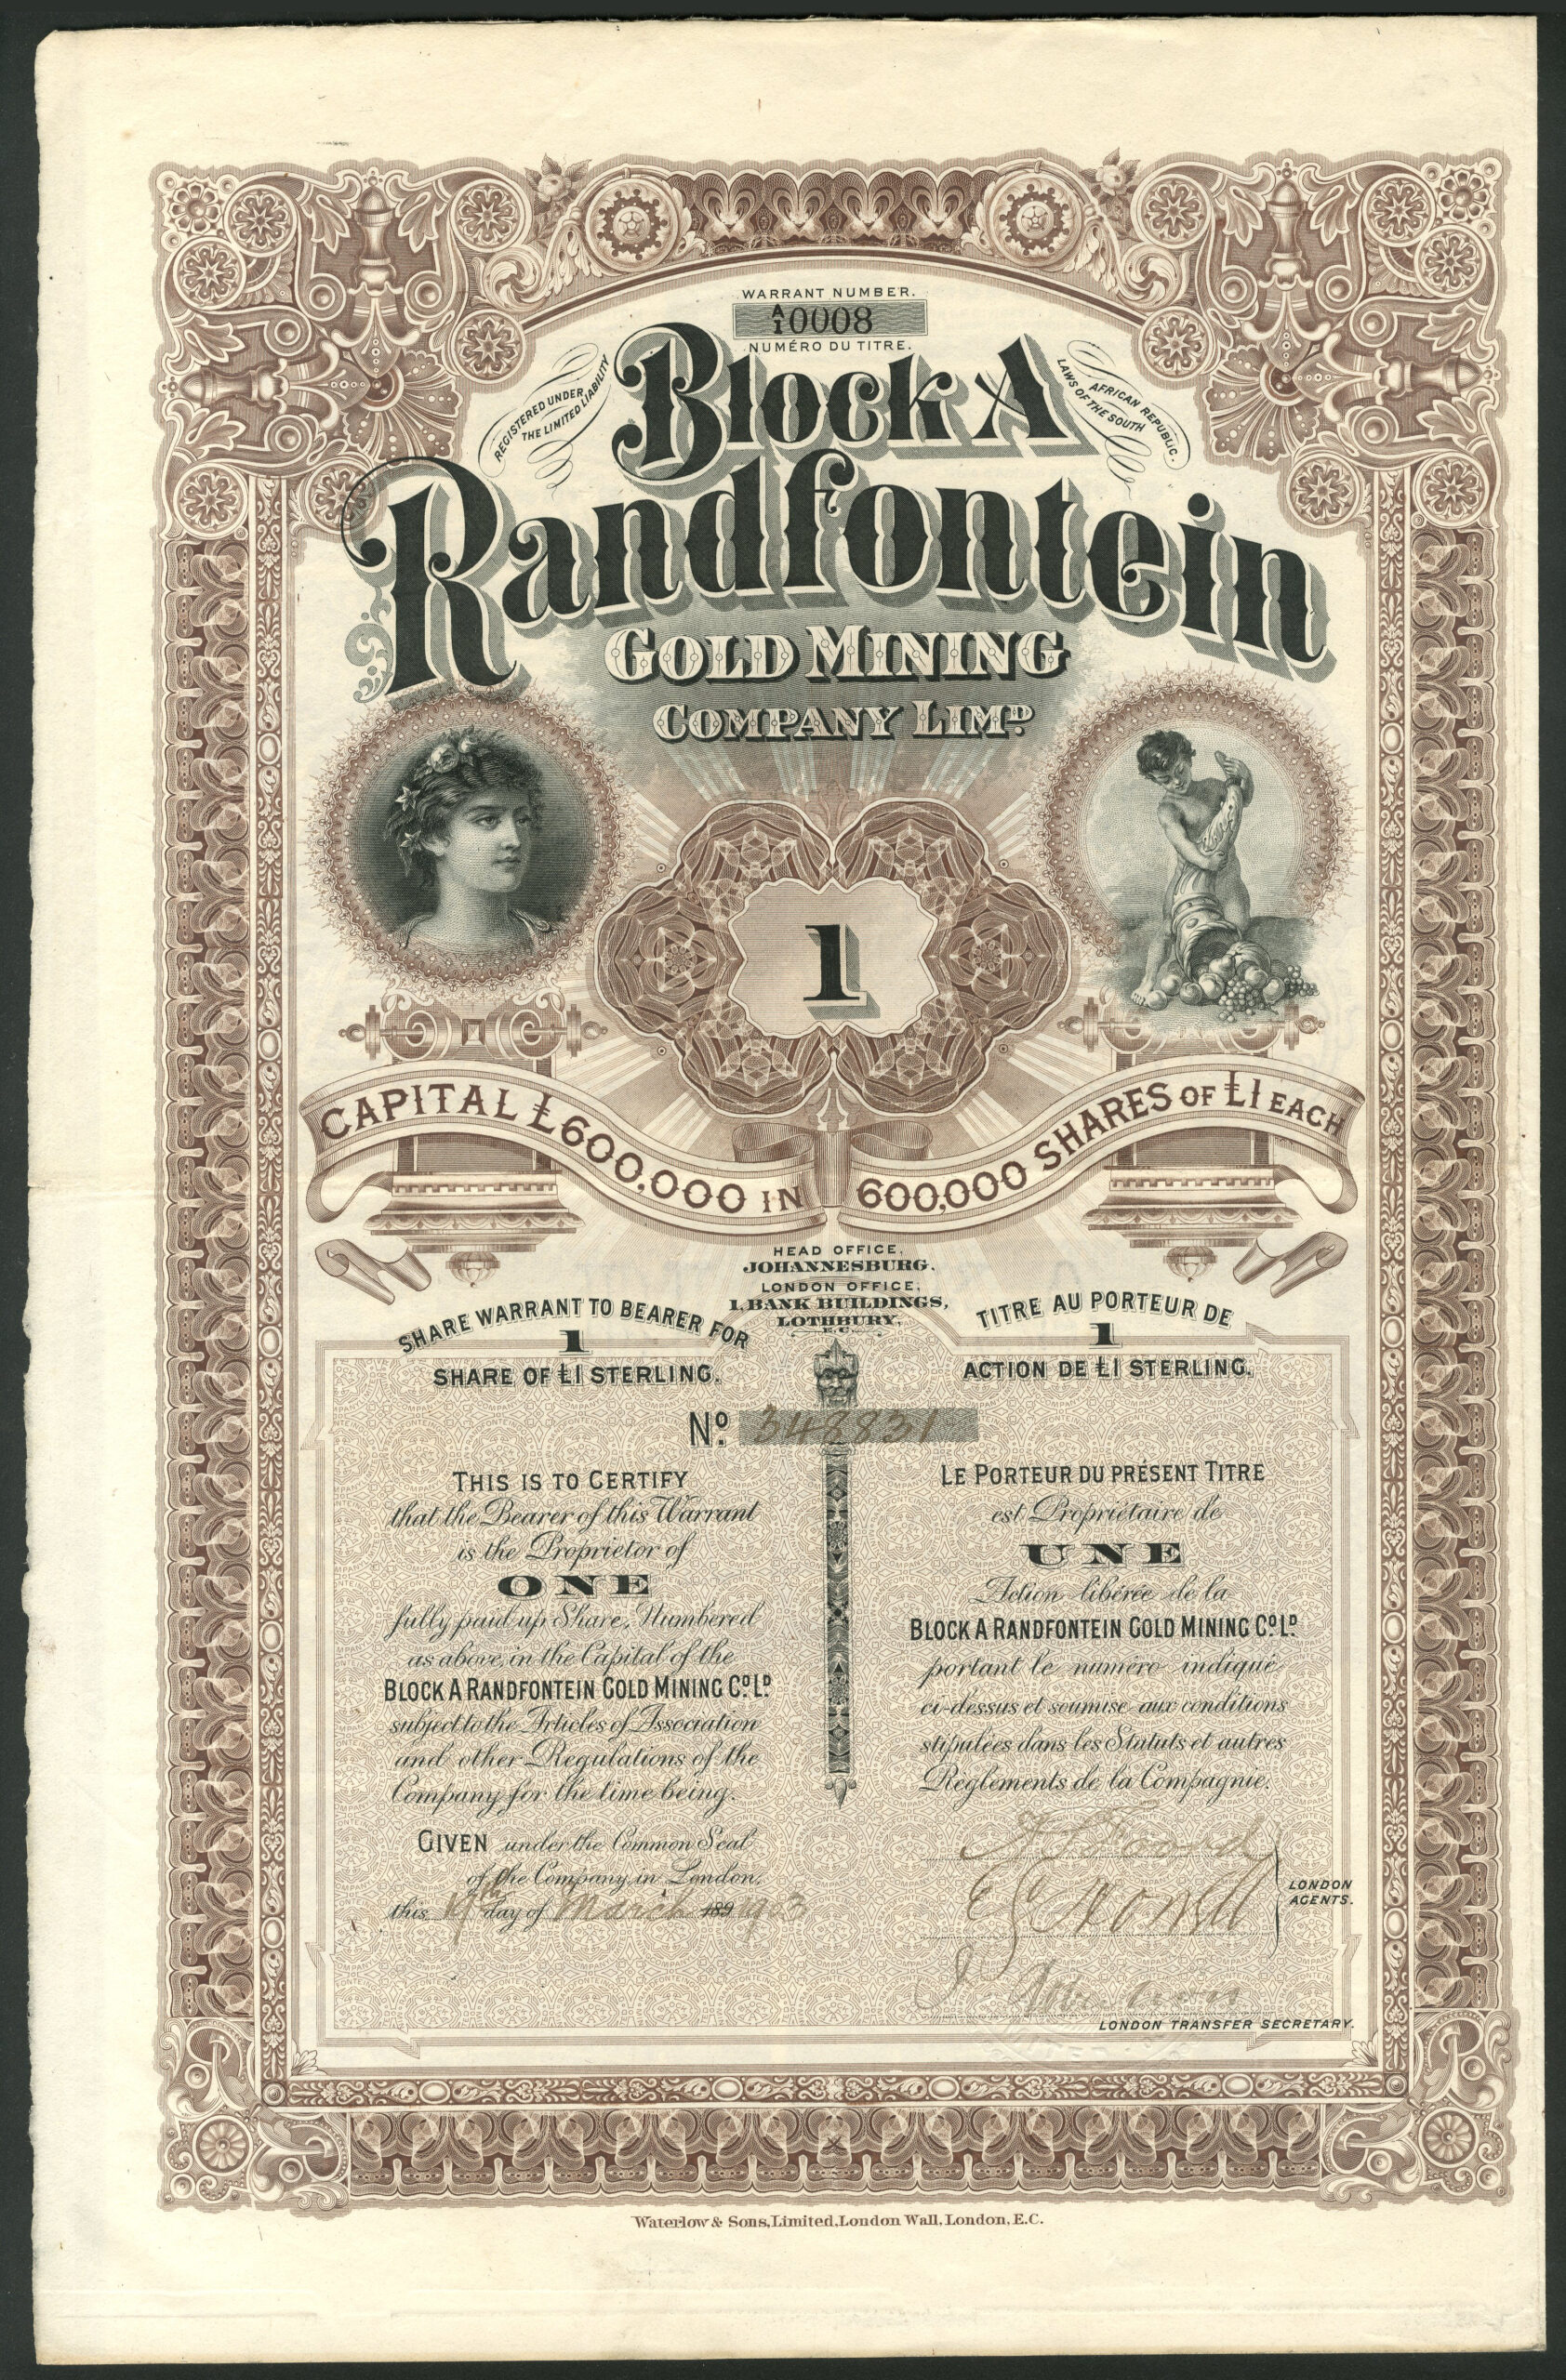 WARRANT NUMBER.
A/1 0008
NUMÉRO DU TITRE.
REGISTERED UNDER
THE LIMITED LIABILITY
LAWS OF THE SOUTH
AFRICAN REPUBLIC.
Block A
Randfontein
GOLD MINING
COMPANY LIMD.
1
CAPITAL £600,000 IN 600,000 SHARES OF £1 EACH
HEAD OFFICE,
JOHANNESBURG.
LONDON OFFICE,
1, BANK BUILDINGS,
LOTHBURY,
E.C.
SHARE WARRANT TO BEARER FOR
1
SHARE OF £1 STERLING.
TITRE AU PORTEUR DE
1
ACTION DE £1 STERLING.
No. 348831
THIS IS TO CERTIFY
that the Bearer of this Warrant
is the Proprietor of
ONE
fully paid up Share, Numbered
as above, in the Capital of the
BLOCK A RANDFONTEIN GOLD MINING Co. LD.
subject to the Articles of Association
and other Regulations of the
Company for the time being.
GIVEN under the Common Seal
of the Company in London,
this day of March 189 1903
LE PORTEUR DU PRÉSENT TITRE
est Propriétaire de
UNE
Action libérée de la
BLOCK A RANDFONTEIN GOLD MINING Co. LD.
portant le numéro indiqué
ci-dessus et soumise aux conditions
stipulées dans les Statuts et autres
Règlements de la Compagnie.
LONDON
AGENTS.
LONDON TRANSFER SECRETARY.
Waterlow & Sons, Limited, London Wall, London, E.C.